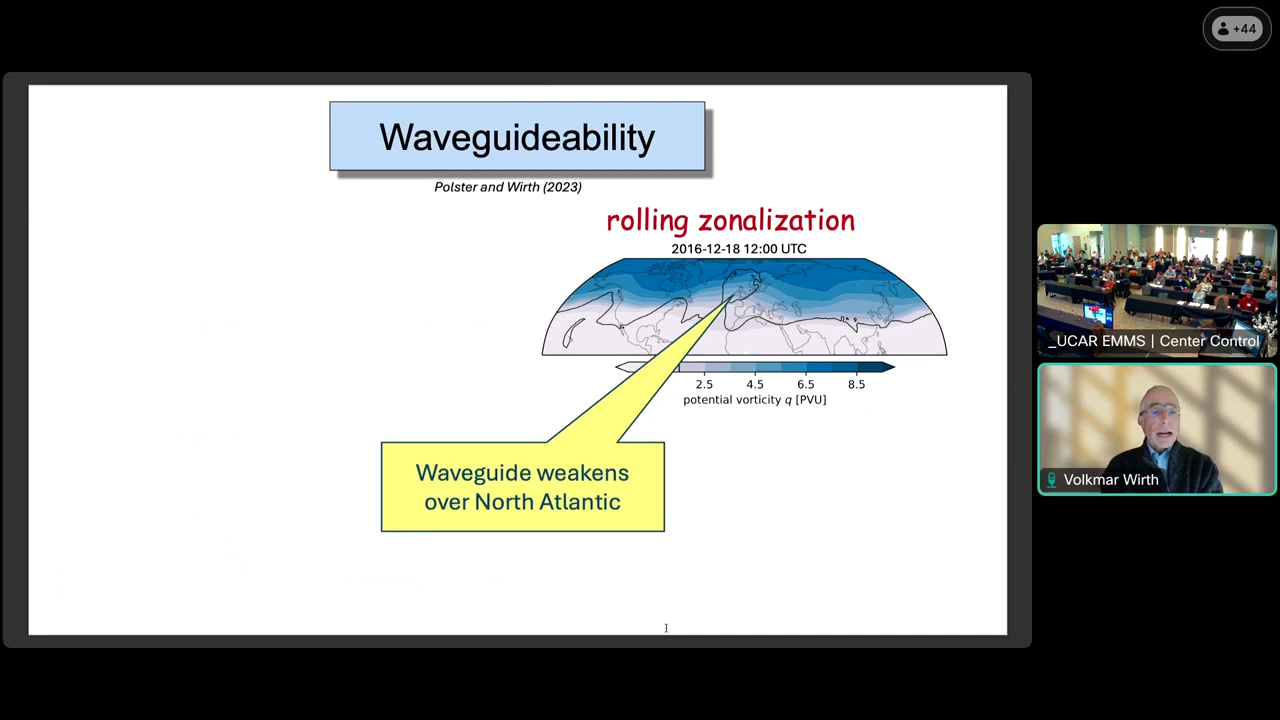 +44
Waveguideability
Polster and Wirth (2023)
rolling zonalization
2016-12-18 12:00 UTC
2.5 4.5 6.5 8.5
potential vorticity q [PVU]
Waveguide weakens
over North Atlantic
_UCAR EMMS | Center Control
Volkmar Wirth